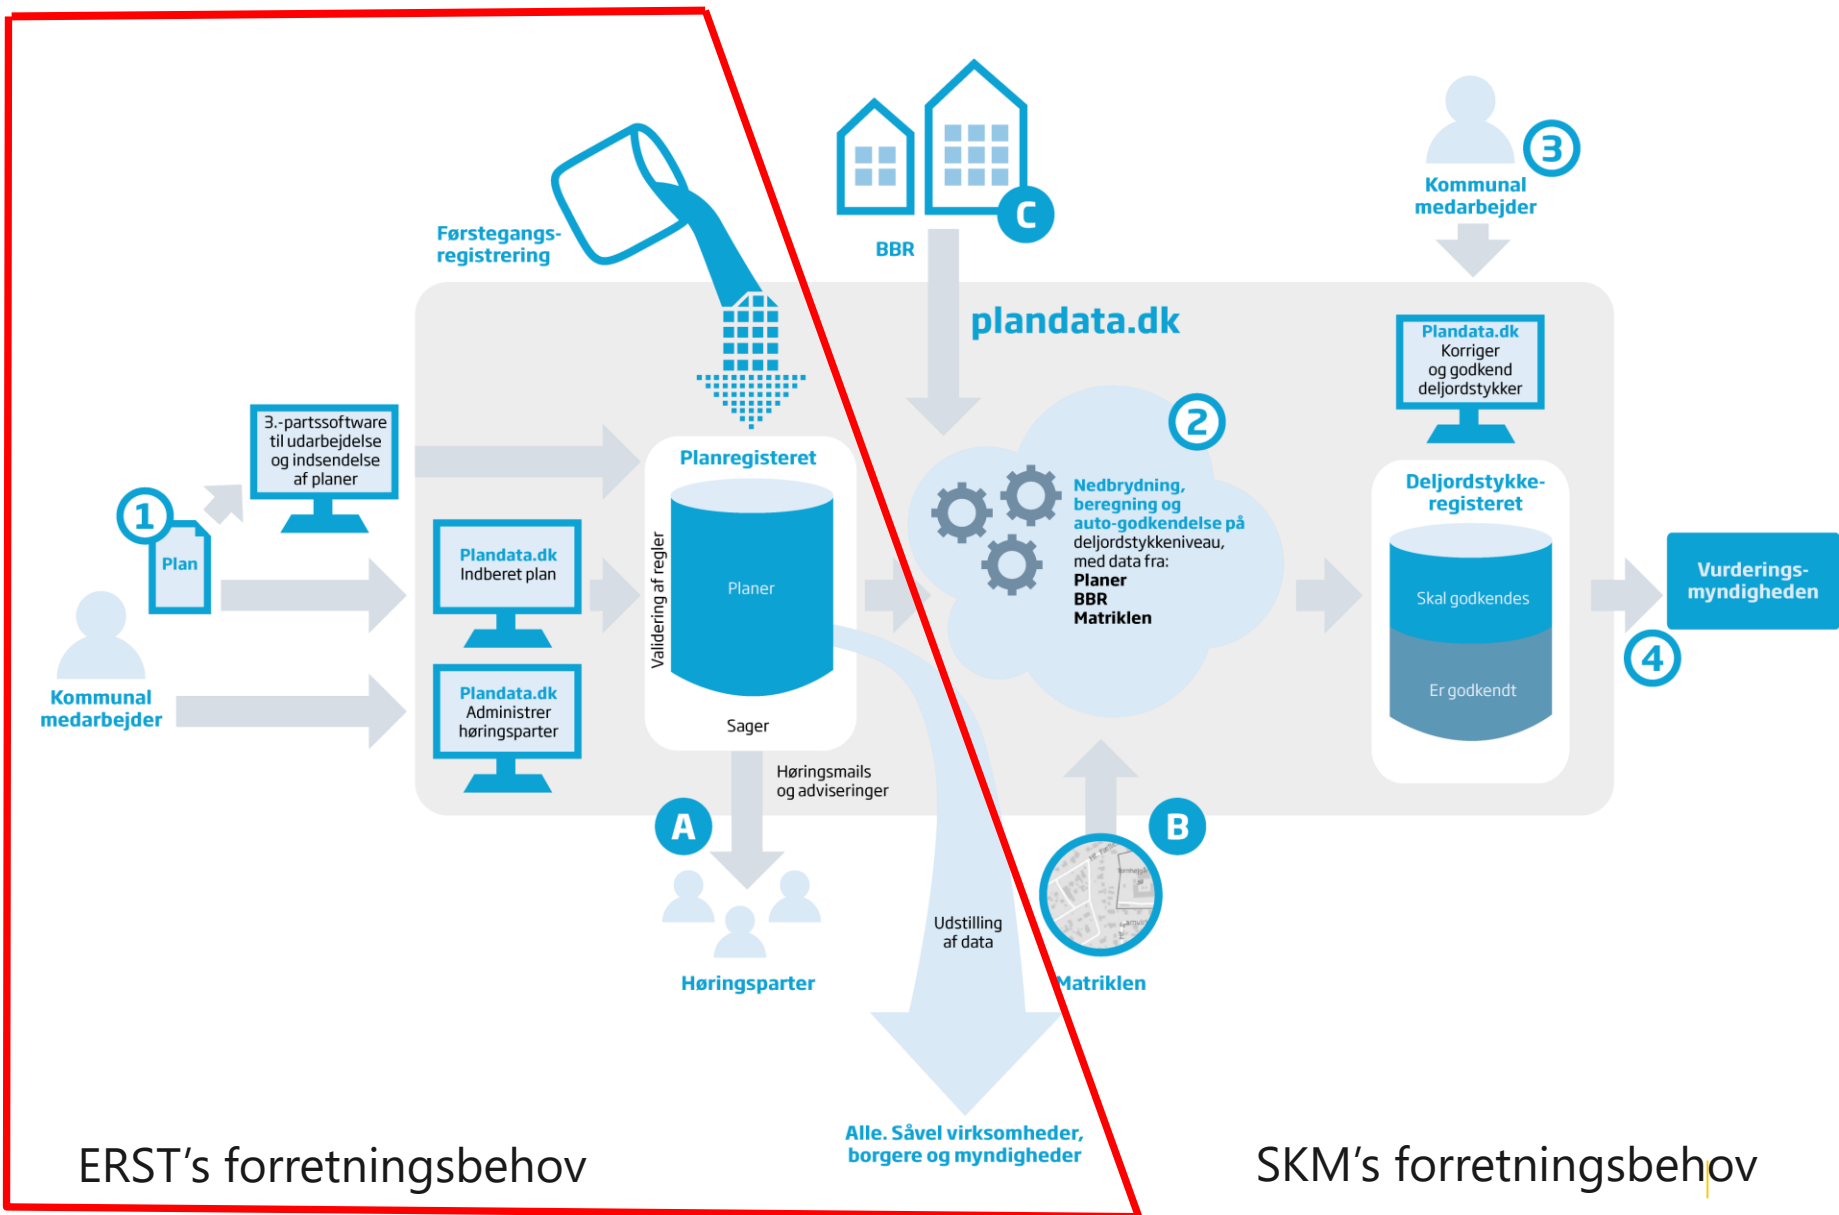 Førstegangs-
registrering
BBR
C
3
Kommunal
medarbejder
plandata.dk
Plandata.dk
Korriger
og godkend
deljordstykker
3.-partssoftware
til udarbejdelse
og indsendelse
af planer
1
Plan
Kommunal
medarbejder
Plandata.dk
Indberet plan
Plandata.dk
Administrer
høringsparter
Planregisteret
Validering af regler
Planer
Sager
2
Nedbrydning,
beregning og
auto-godkendelse på
deljordstykkeniveau,
med data fra:
Planer
BBR
Matriklen
Deljordstykke-
registeret
Skal godkendes
Er godkendt
Vurderings-
myndigheden
4
Høringsmails
og adviseringer
A
Høringsparter
B
Matriklen
Udstilling
af data
Alle. Såvel virksomheder,
borgere og myndigheder
ERST's forretningsbehov
SKM's forretningsbehov